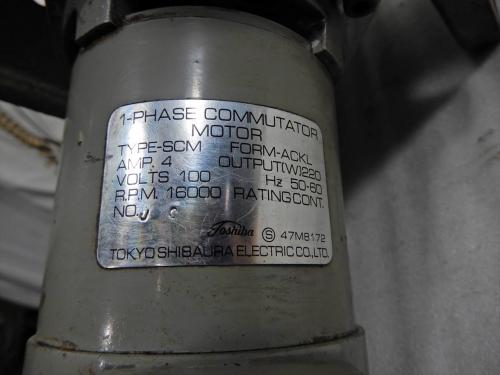 1-PHASE COMMUTATOR
MOTOR
TYPE-SCM FORM-ACKL
AMP. 4 OUTPUT(W)220
VOLTS 100 Hz 50-60
R.P.M. 16000 RATING CONT.
NO.
Toshiba Ⓢ 47M8172
TOKYO SHIBAURA ELECTRIC CO.,LTD.